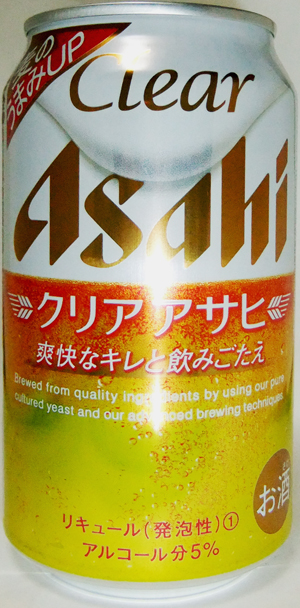 うまみUP
Clear
Asahi
クリア アサヒ
爽快なキレと飲みごたえ
Brewed from quality ingredients by using our pure
cultured yeast and our advanced brewing techniques.
お酒
リキュール(発泡性)①
アルコール分5%